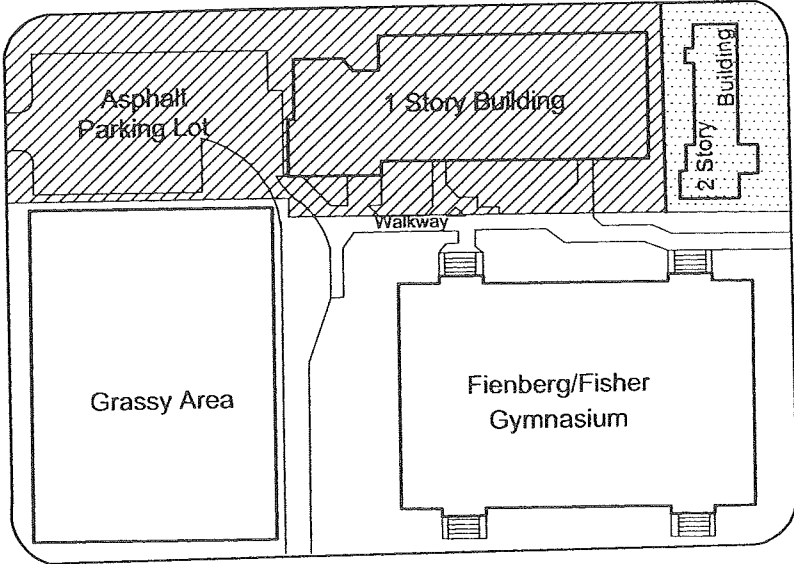 Asphalt
Parking Lot
1 Story Building
2 Story Building
Walkway
Grassy Area
Fienberg/Fisher
Gymnasium